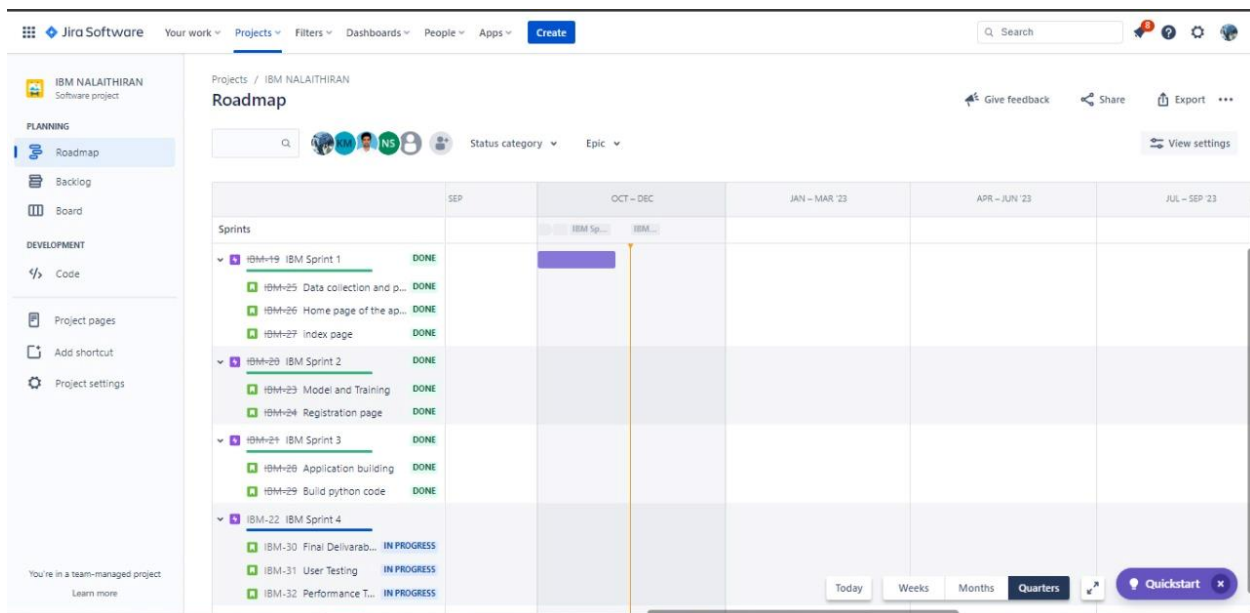 Jira Software Your work Projects Filters Dashboards People Apps Create Search 8
IBM NALAITHIRAN
Software project
PLANNING
Roadmap
Backlog
Board
DEVELOPMENT
Code
Project pages
Add shortcut
Project settings
You're in a team-managed project
Learn more
Projects / IBM NALAITHIRAN
Roadmap
Give feedback Share Export
KM NS Status category Epic View settings
SEP OCT – DEC JAN – MAR '23 APR – JUN '23 JUL – SEP '23
Sprints IBM Sp... IBM...
IBM-19 IBM Sprint 1 DONE
IBM-25 Data collection and p... DONE
IBM-26 Home page of the ap... DONE
IBM-27 index page DONE
IBM-20 IBM Sprint 2 DONE
IBM-23 Model and Training DONE
IBM-24 Registration page DONE
IBM-21 IBM Sprint 3 DONE
IBM-28 Application building DONE
IBM-29 Build python code DONE
IBM-22 IBM Sprint 4
IBM-30 Final Delivarab... IN PROGRESS
IBM-31 User Testing IN PROGRESS
IBM-32 Performance T... IN PROGRESS
Today Weeks Months Quarters Quickstart